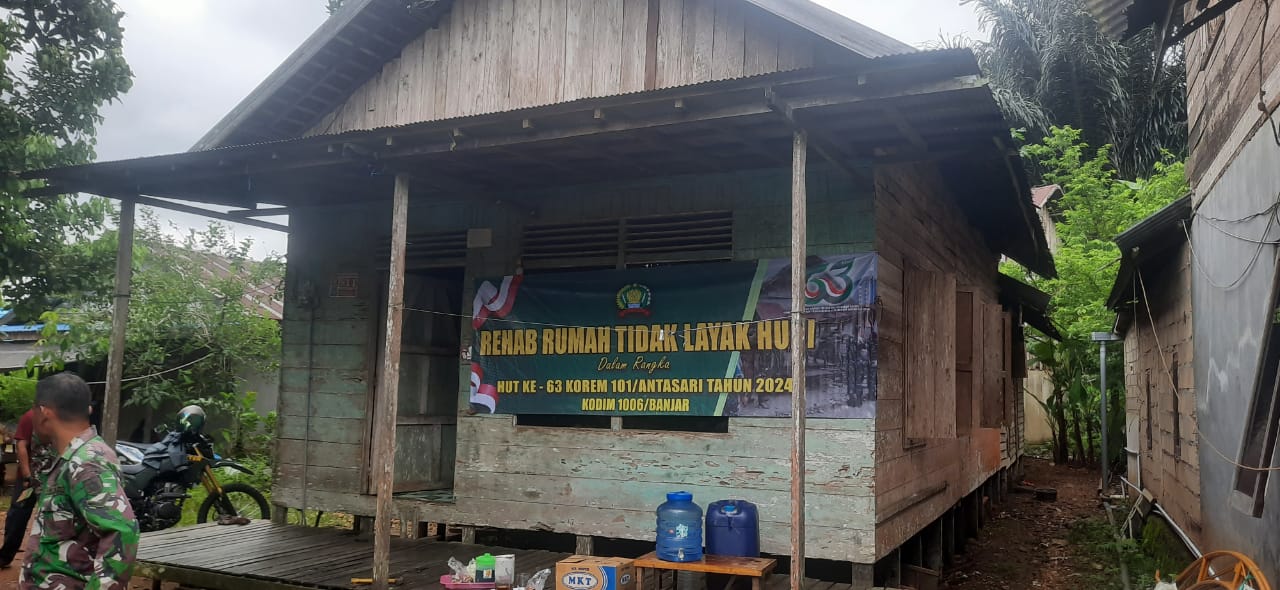 63
REHAB RUMAH TIDAK LAYAK HUNI
Dalam Rangka
HUT KE - 63 KOREM 101/ANTASARI TAHUN 2024
KODIM 1006/BANJAR
MKT